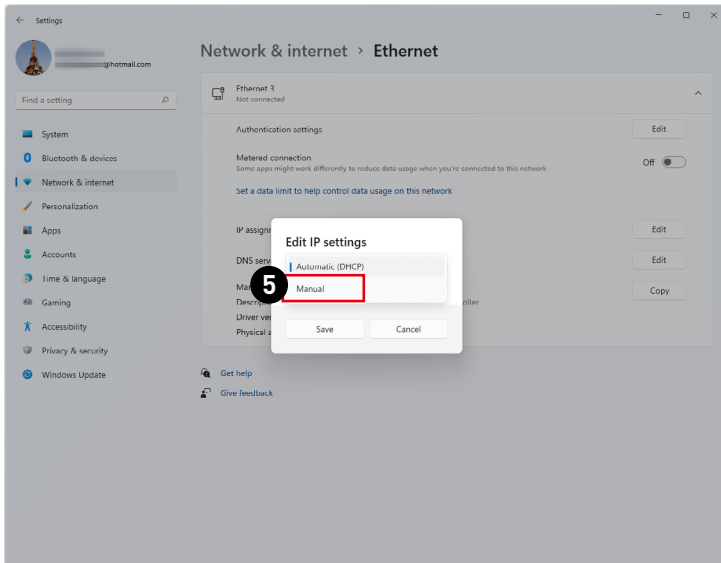 Settings
@hotmail.com
Find a setting
System
Bluetooth & devices
Network & internet
Personalization
Apps
Accounts
Time & language
Gaming
Accessibility
Privacy & security
Windows Update
Network & internet > Ethernet
Ethernet 3
Not connected
Authentication settings
Edit
Metered connection
Some apps might work differently to reduce data usage when you're connected to this network
Off
Set a data limit to help control data usage on this network
IP assign
Edit
DNS serv
Edit
Copy
Descrip
oller
Driver ver
Physical a
Edit IP settings
Automatic (DHCP)
5
Manual
Save
Cancel
Get help
Give feedback